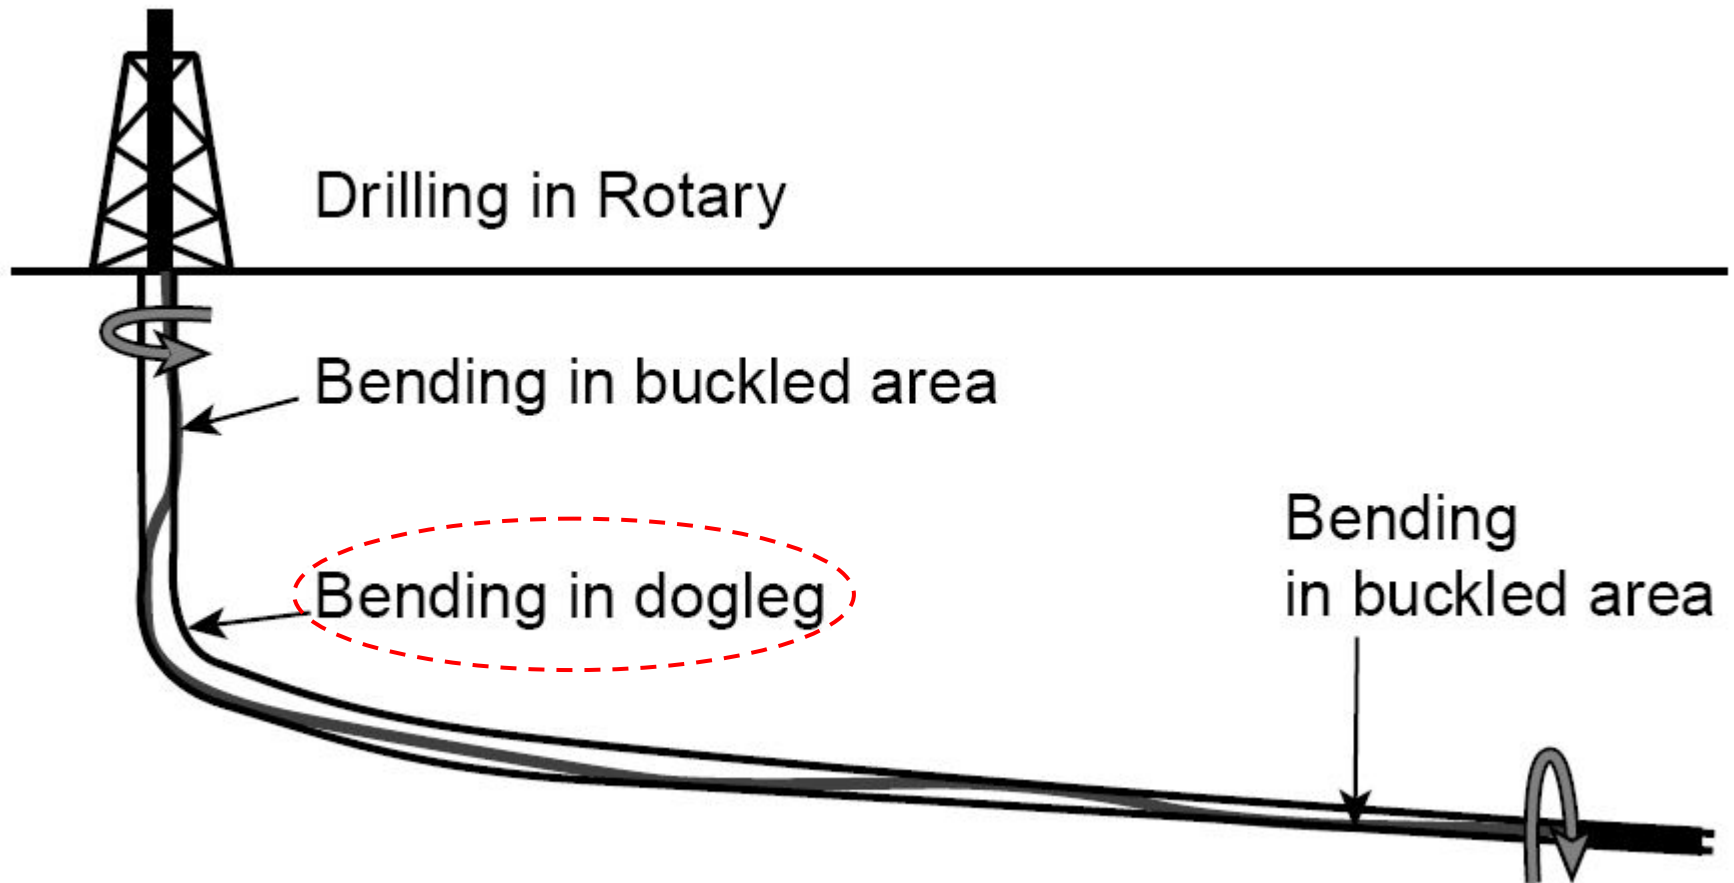 Drilling in Rotary
Bending in buckled area
Bending in dogleg
Bending
in buckled area